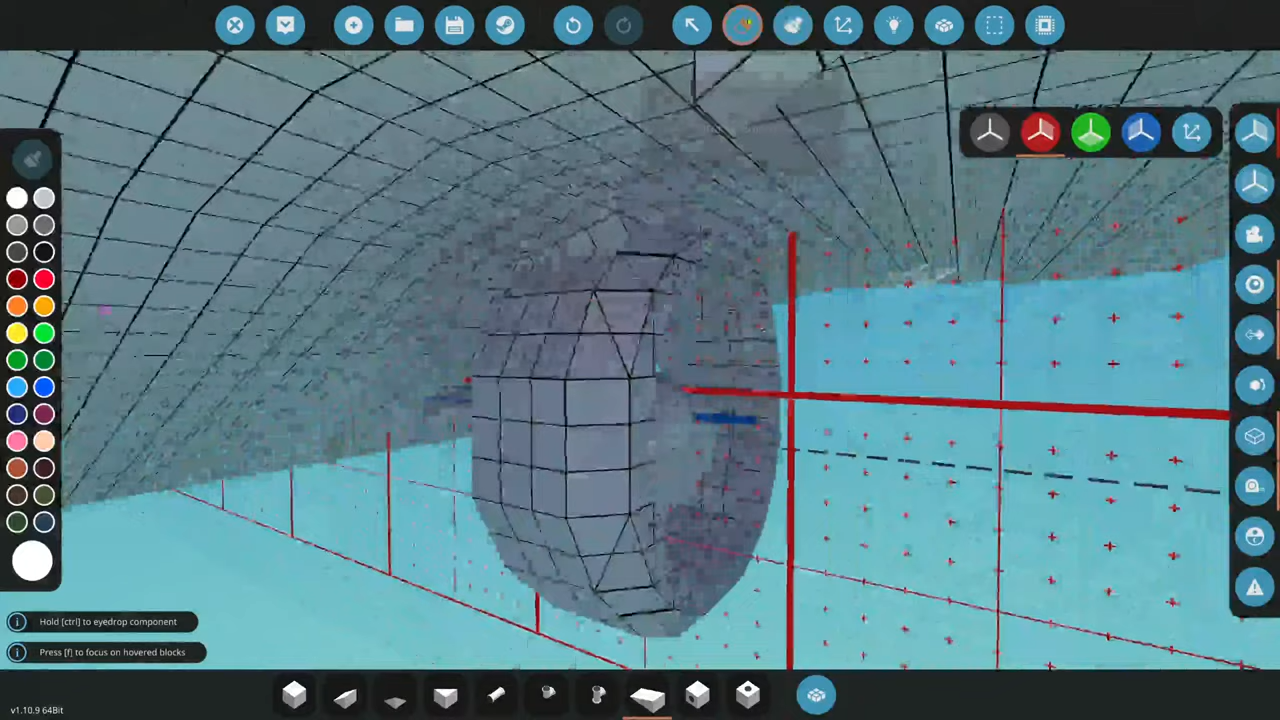 Hold [ctrl] to eyedrop component
Press [f] to focus on hovered blocks
v1.10.9 64Bit